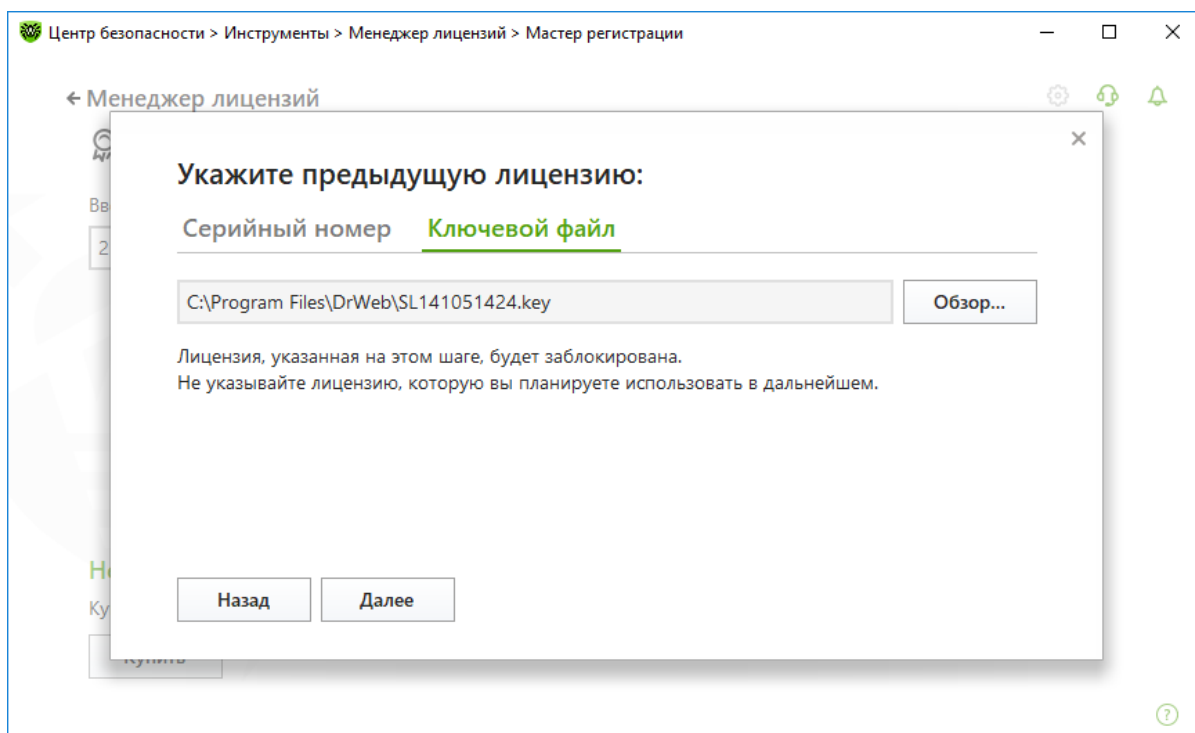 Центр безопасности > Инструменты > Менеджер лицензий > Мастер регистрации
Менеджер лицензий
Укажите предыдущую лицензию:
Серийный номер Ключевой файл
C:\Program Files\DrWeb\SL141051424.key Обзор...
Лицензия, указанная на этом шаге, будет заблокирована.
Не указывайте лицензию, которую вы планируете использовать в дальнейшем.
Назад Далее
Купить